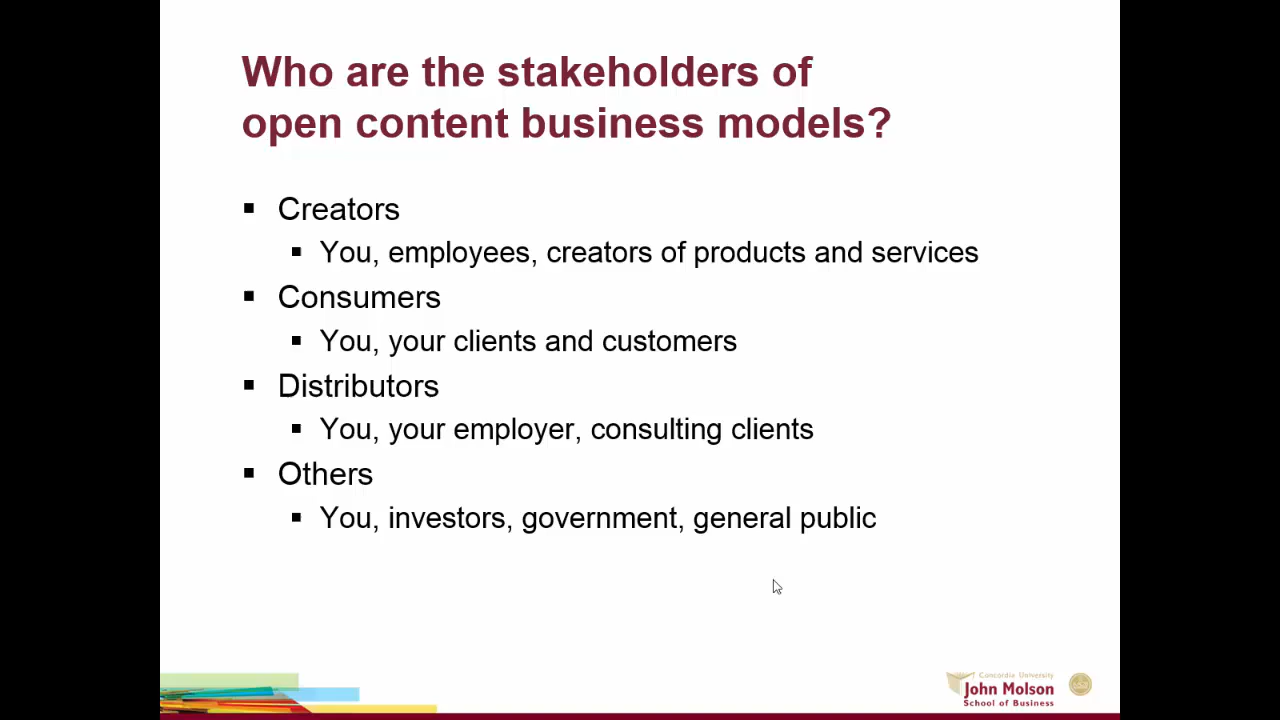 Who are the stakeholders of
open content business models?
▪ Creators
▪ You, employees, creators of products and services
▪ Consumers
▪ You, your clients and customers
▪ Distributors
▪ You, your employer, consulting clients
▪ Others
▪ You, investors, government, general public
Concordia University
John Molson
School of Business